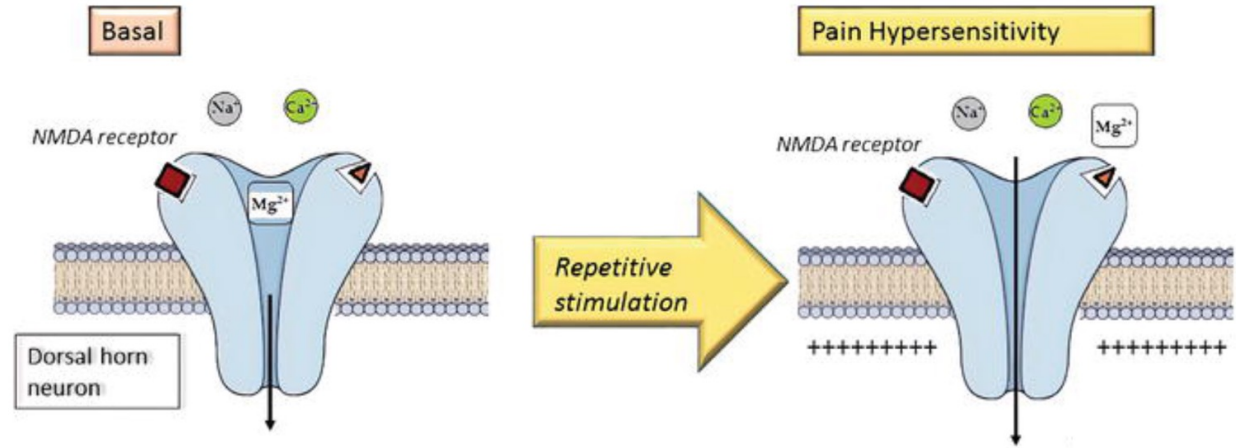 Basal
Pain Hypersensitivity
Na⁺
Ca²⁺
NMDA receptor
Mg²⁺
Dorsal horn
neuron
Repetitive
stimulation
Na⁺
Ca²⁺
Mg²⁺
NMDA receptor
+++++++++
+++++++++